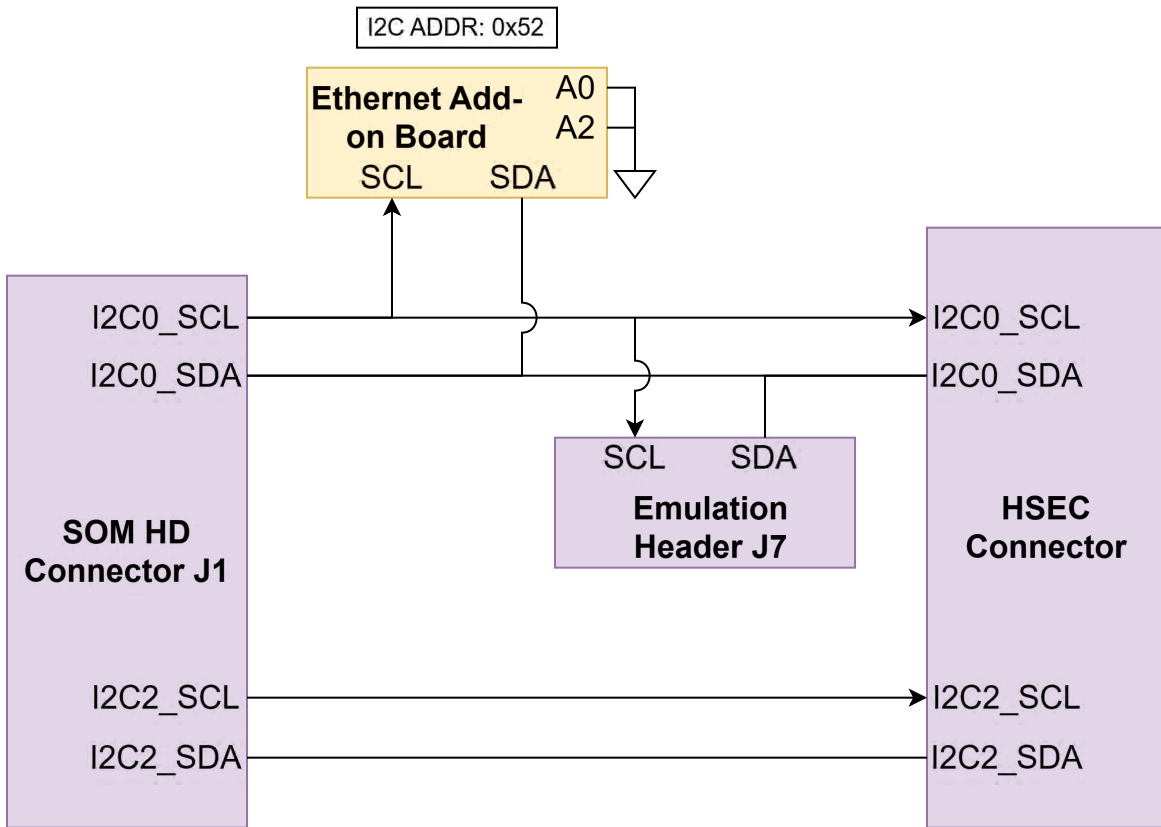 I2C ADDR: 0x52
Ethernet Add-
on Board
A0
A2
SCL
SDA
I2C0_SCL
I2C0_SDA
SOM HD
Connector J1
I2C2_SCL
I2C2_SDA
SCL
SDA
Emulation
Header J7
I2C0_SCL
I2C0_SDA
HSEC
Connector
I2C2_SCL
I2C2_SDA